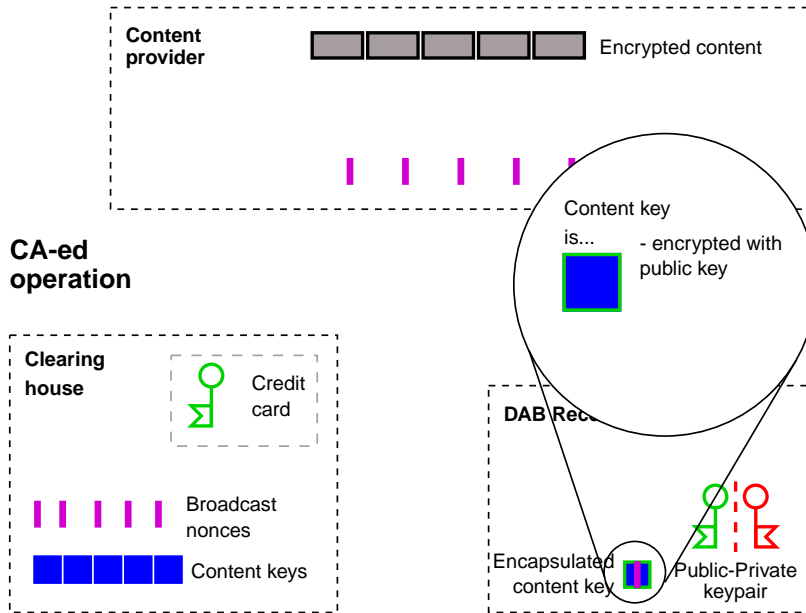 Content
provider
Encrypted content
Content key
is...
- encrypted with
public key
CA-ed
operation
Clearing
house
Credit
card
Broadcast
nonces
Content keys
DAB
Encapsulated
content key
Public-Private
keypair